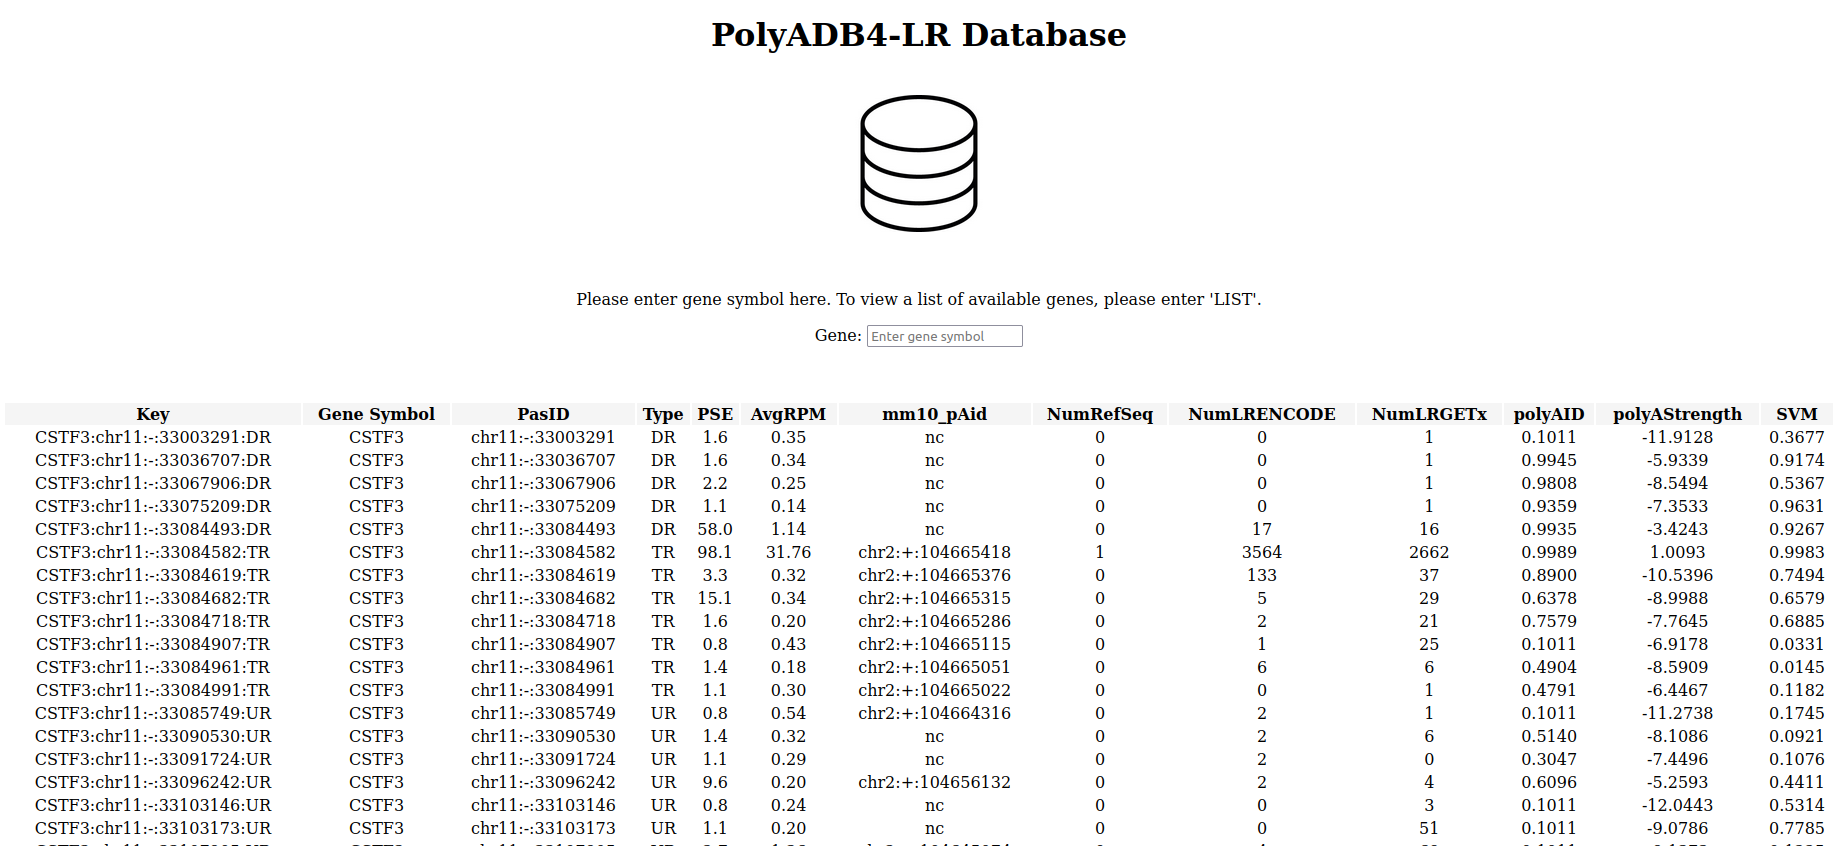 PolyADB4-LR Database
Please enter gene symbol here. To view a list of available genes, please enter 'LIST'.
Gene: Enter gene symbol
Key Gene Symbol PasID Type PSE AvgRPM mm10_pAid NumRefSeq NumLRENCODE NumLRGETx polyAID polyAStrength SVM
CSTF3:chr11:-:33003291:DR CSTF3 chr11:-:33003291 DR 1.6 0.35 nc 0 0 1 0.1011 -11.9128 0.3677
CSTF3:chr11:-:33036707:DR CSTF3 chr11:-:33036707 DR 1.6 0.34 nc 0 0 1 0.9945 -5.9339 0.9174
CSTF3:chr11:-:33067906:DR CSTF3 chr11:-:33067906 DR 2.2 0.25 nc 0 0 1 0.9808 -8.5494 0.5367
CSTF3:chr11:-:33075209:DR CSTF3 chr11:-:33075209 DR 1.1 0.14 nc 0 0 1 0.9359 -7.3533 0.9631
CSTF3:chr11:-:33084493:DR CSTF3 chr11:-:33084493 DR 58.0 1.14 nc 0 17 16 0.9935 -3.4243 0.9267
CSTF3:chr11:-:33084582:TR CSTF3 chr11:-:33084582 TR 98.1 31.76 chr2:+:104665418 1 3564 2662 0.9989 1.0093 0.9983
CSTF3:chr11:-:33084619:TR CSTF3 chr11:-:33084619 TR 3.3 0.32 chr2:+:104665376 0 133 37 0.8900 -10.5396 0.7494
CSTF3:chr11:-:33084682:TR CSTF3 chr11:-:33084682 TR 15.1 0.34 chr2:+:104665315 0 5 29 0.6378 -8.9988 0.6579
CSTF3:chr11:-:33084718:TR CSTF3 chr11:-:33084718 TR 1.6 0.20 chr2:+:104665286 0 2 21 0.7579 -7.7645 0.6885
CSTF3:chr11:-:33084907:TR CSTF3 chr11:-:33084907 TR 0.8 0.43 chr2:+:104665115 0 1 25 0.1011 -6.9178 0.0331
CSTF3:chr11:-:33084961:TR CSTF3 chr11:-:33084961 TR 1.4 0.18 chr2:+:104665051 0 6 6 0.4904 -8.5909 0.0145
CSTF3:chr11:-:33084991:TR CSTF3 chr11:-:33084991 TR 1.1 0.30 chr2:+:104665022 0 0 1 0.4791 -6.4467 0.1182
CSTF3:chr11:-:33085749:UR CSTF3 chr11:-:33085749 UR 0.8 0.54 chr2:+:104664316 0 2 1 0.1011 -11.2738 0.1745
CSTF3:chr11:-:33090530:UR CSTF3 chr11:-:33090530 UR 1.4 0.32 nc 0 2 6 0.5140 -8.1086 0.0921
CSTF3:chr11:-:33091724:UR CSTF3 chr11:-:33091724 UR 1.1 0.29 nc 0 2 0 0.3047 -7.4496 0.1076
CSTF3:chr11:-:33096242:UR CSTF3 chr11:-:33096242 UR 9.6 0.20 chr2:+:104656132 0 2 4 0.6096 -5.2593 0.4411
CSTF3:chr11:-:33103146:UR CSTF3 chr11:-:33103146 UR 0.8 0.24 nc 0 0 3 0.1011 -12.0443 0.5314
CSTF3:chr11:-:33103173:UR CSTF3 chr11:-:33103173 UR 1.1 0.20 nc 0 0 51 0.1011 -9.0786 0.7785